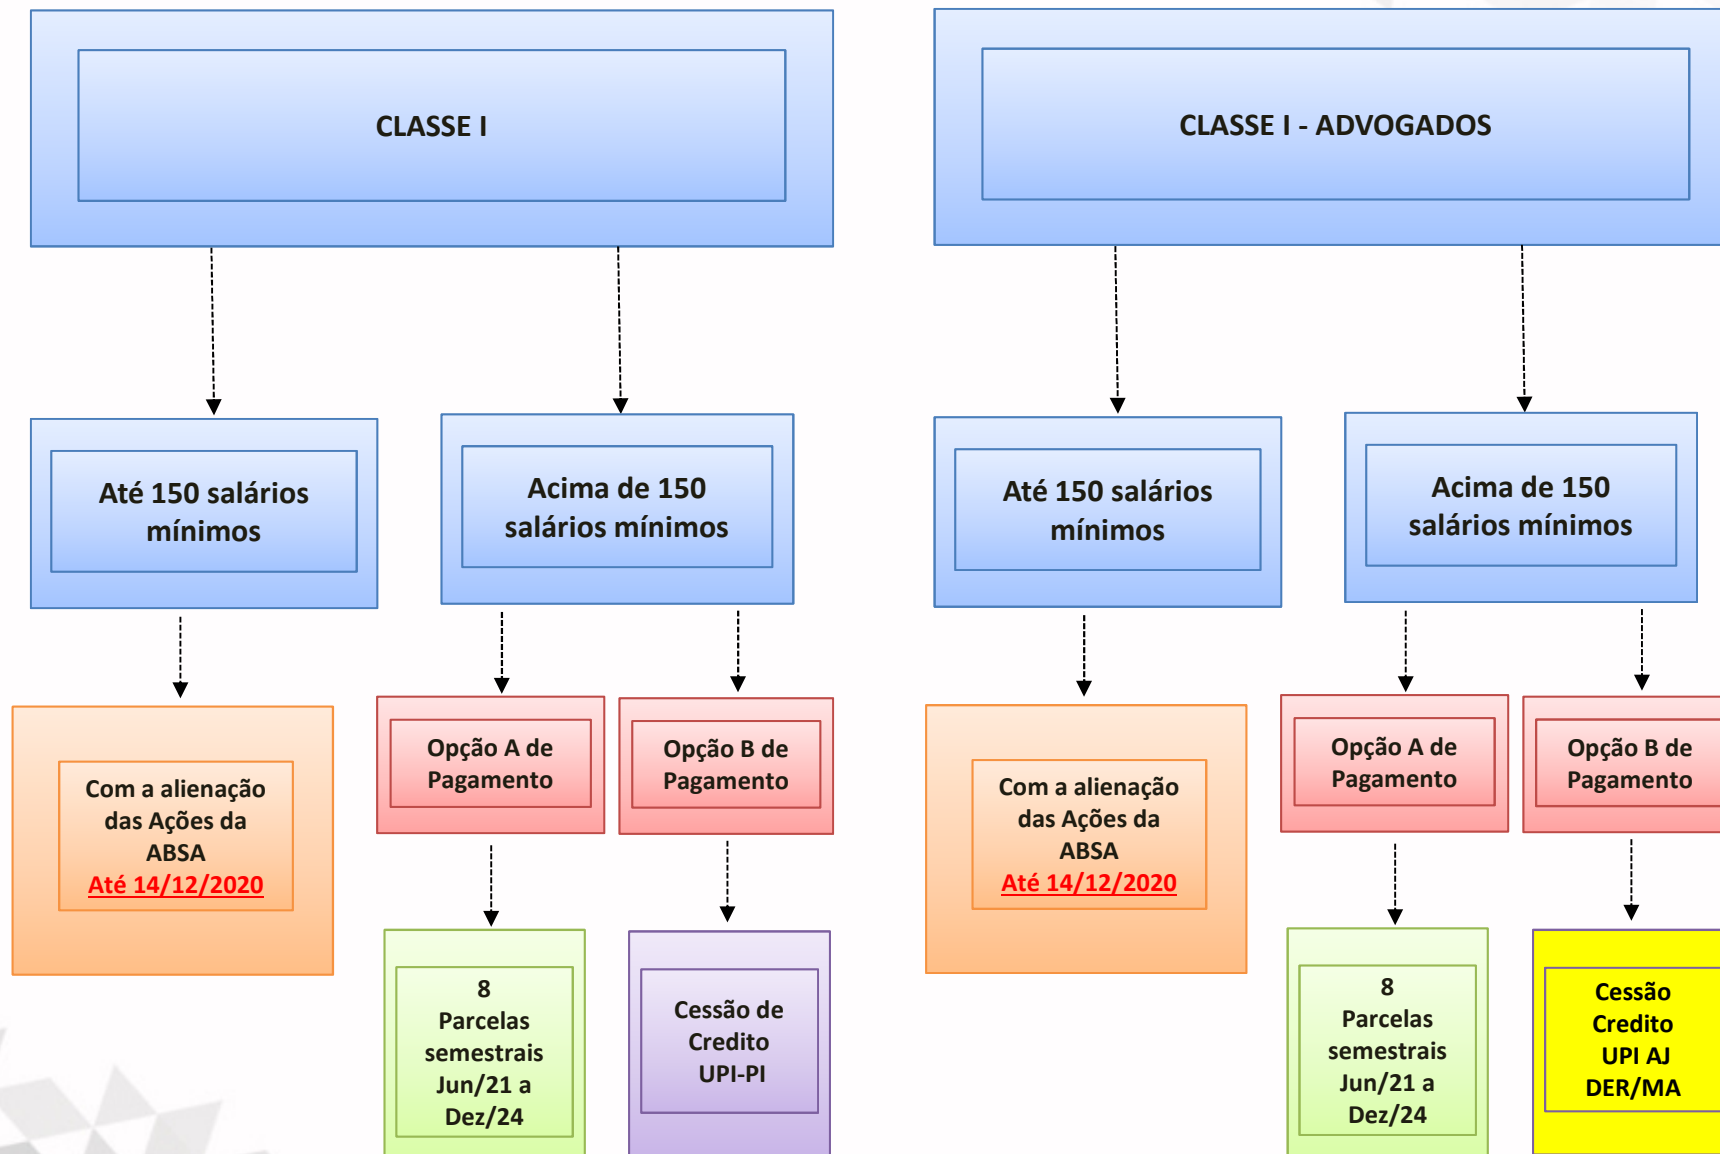 CLASSE I
CLASSE I - ADVOGADOS
Até 150 salários
mínimos
Acima de 150
salários mínimos
Até 150 salários
mínimos
Acima de 150
salários mínimos
Com a alienação
das Ações da
ABSA
Até 14/12/2020
Opção A de
Pagamento
Opção B de
Pagamento
Com a alienação
das Ações da
ABSA
Até 14/12/2020
Opção A de
Pagamento
Opção B de
Pagamento
8
Parcelas
semestrais
Jun/21 a
Dez/24
Cessão de
Credito
UPI-PI
8
Parcelas
semestrais
Jun/21 a
Dez/24
Cessão
Credito
UPI AJ
DER/MA